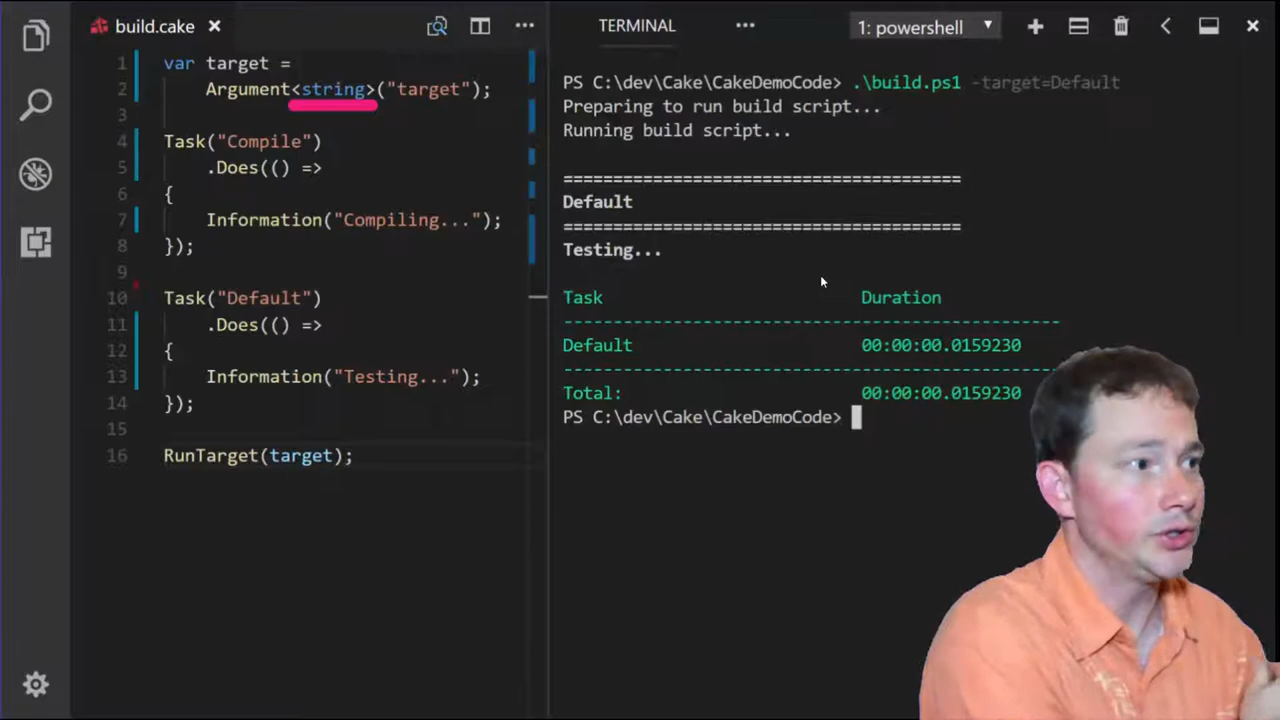 build.cake
1 var target =
2 Argument<string>("target");
3
4 Task("Compile")
5 .Does(() =>
6 {
7 Information("Compiling...");
8 });
9
10 Task("Default")
11 .Does(() =>
12 {
13 Information("Testing...");
14 });
15
16 RunTarget(target);
TERMINAL
1: powershell
PS C:\dev\Cake\CakeDemoCode> .\build.ps1 -target=Default
Preparing to run build script...
Running build script...
========================================
Default
========================================
Testing...
Task Duration
--------------------------------------------------
Default 00:00:00.0159230
--------------------------------------------------
Total: 00:00:00.0159230
PS C:\dev\Cake\CakeDemoCode>